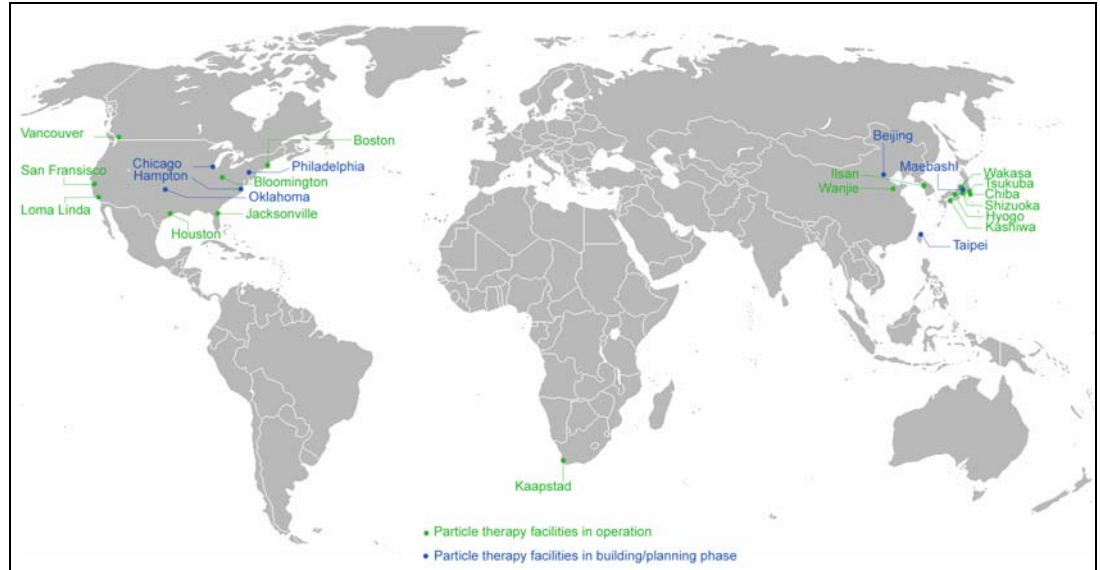 Vancouver
Boston
San Fransisco
Chicago
Hampton
Philadelphia
Bloomington
Oklahoma
Loma Linda
Jacksonville
Houston
Beijing
Ilsan
Maebashi
Wanjie
Wakasa
Tsukuba
Chiba
Shizuoka
Hyogo
Kashiwa
Taipei
Kaapstad
Particle therapy facilities in operation
Particle therapy facilities in building/planning phase